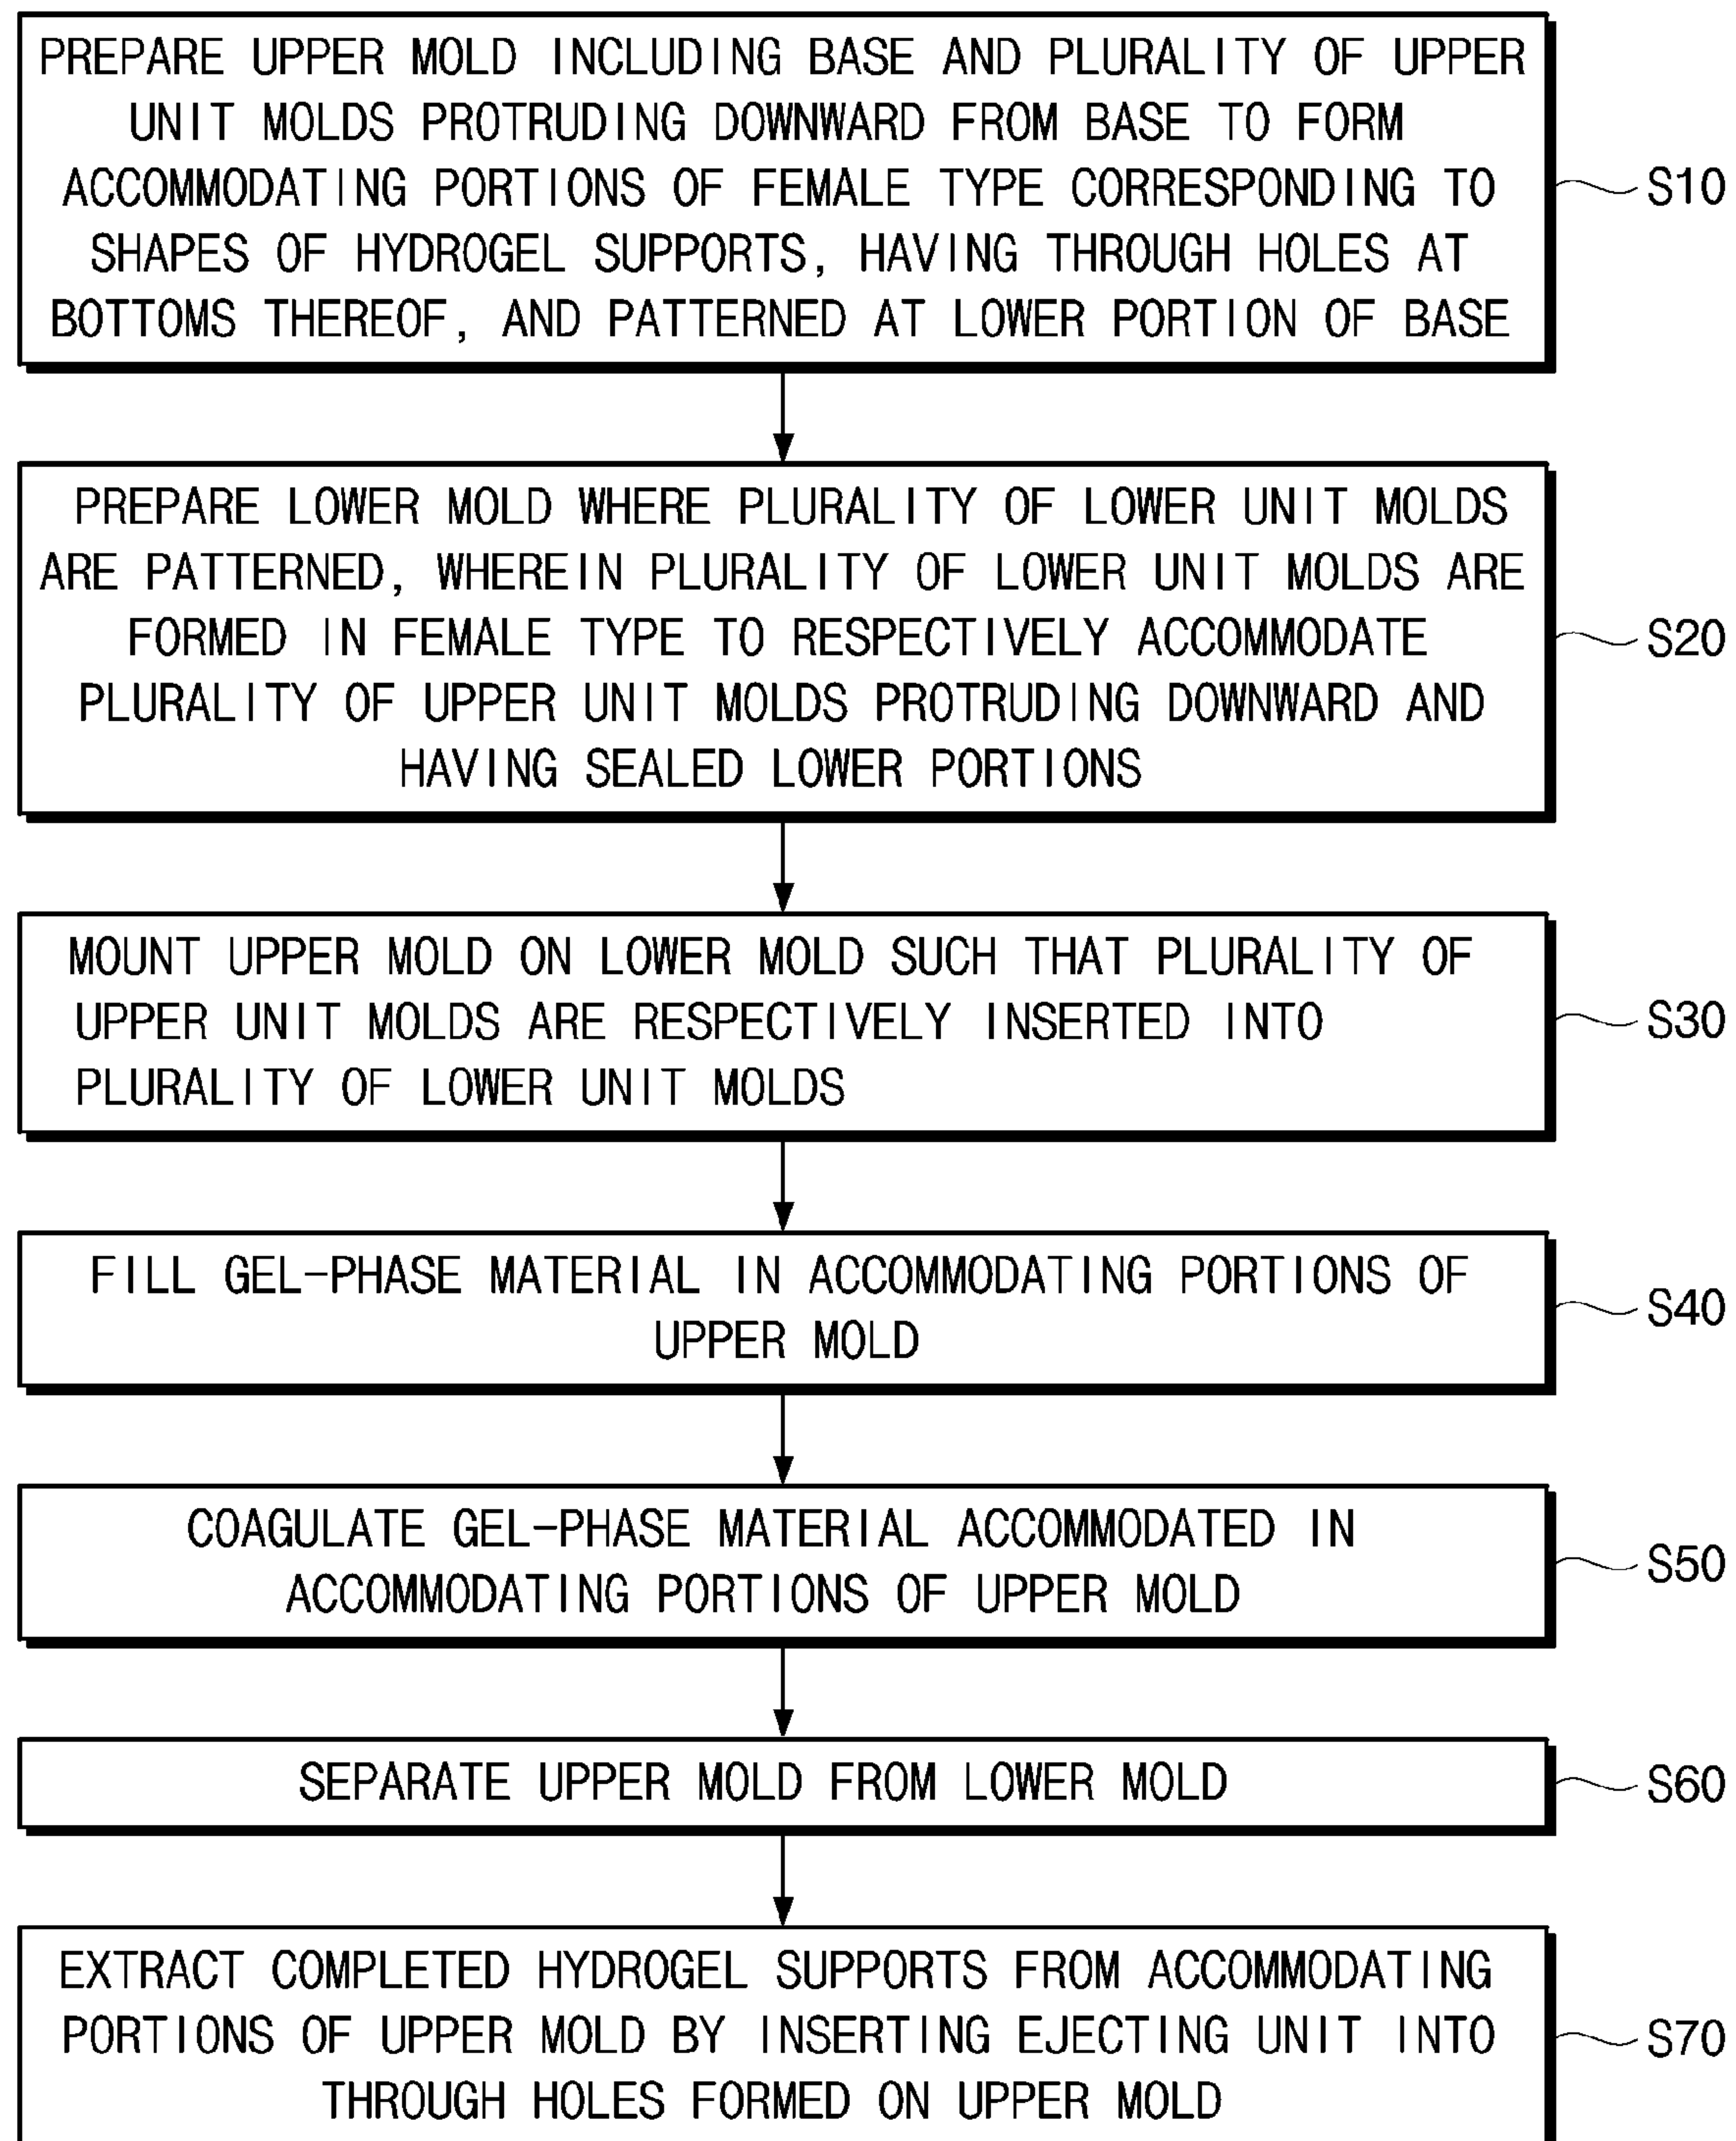 PREPARE UPPER MOLD INCLUDING BASE AND PLURALITY OF UPPER
UNIT MOLDS PROTRUDING DOWNWARD FROM BASE TO FORM
ACCOMMODATING PORTIONS OF FEMALE TYPE CORRESPONDING TO
SHAPES OF HYDROGEL SUPPORTS, HAVING THROUGH HOLES AT
BOTTOMS THEREOF, AND PATTERNED AT LOWER PORTION OF BASE
S10
PREPARE LOWER MOLD WHERE PLURALITY OF LOWER UNIT MOLDS
ARE PATTERNED, WHEREIN PLURALITY OF LOWER UNIT MOLDS ARE
FORMED IN FEMALE TYPE TO RESPECTIVELY ACCOMMODATE
PLURALITY OF UPPER UNIT MOLDS PROTRUDING DOWNWARD AND
HAVING SEALED LOWER PORTIONS
S20
MOUNT UPPER MOLD ON LOWER MOLD SUCH THAT PLURALITY OF
UPPER UNIT MOLDS ARE RESPECTIVELY INSERTED INTO
PLURALITY OF LOWER UNIT MOLDS
S30
FILL GEL-PHASE MATERIAL IN ACCOMMODATING PORTIONS OF
UPPER MOLD
S40
COAGULATE GEL-PHASE MATERIAL ACCOMMODATED IN
ACCOMMODATING PORTIONS OF UPPER MOLD
S50
SEPARATE UPPER MOLD FROM LOWER MOLD
S60
EXTRACT COMPLETED HYDROGEL SUPPORTS FROM ACCOMMODATING
PORTIONS OF UPPER MOLD BY INSERTING EJECTING UNIT INTO
THROUGH HOLES FORMED ON UPPER MOLD
S70